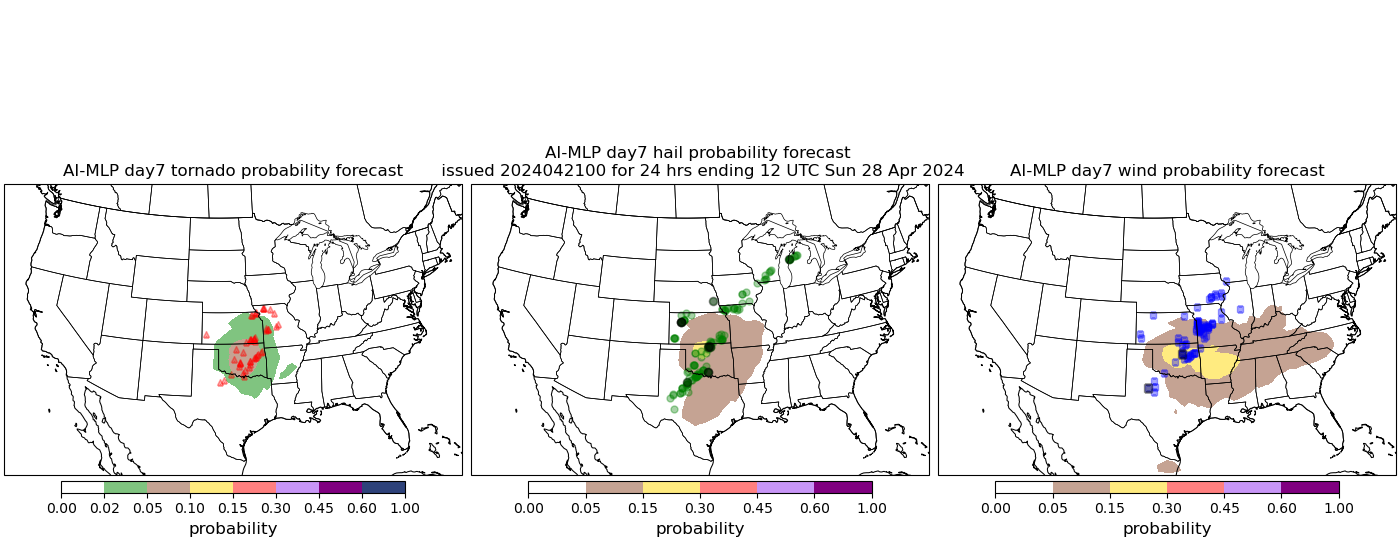 AI-MLP day7 hail probability forecast
AI-MLP day7 tornado probability forecast
issued 2024042100 for 24 hrs ending 12 UTC Sun 28 Apr 2024
AI-MLP day7 wind probability forecast
0.00 0.02 0.05 0.10 0.15 0.30 0.45 0.60 1.00
probability
0.00 0.05 0.15 0.30 0.45 0.60 1.00
probability
0.00 0.05 0.15 0.30 0.45 0.60 1.00
probability